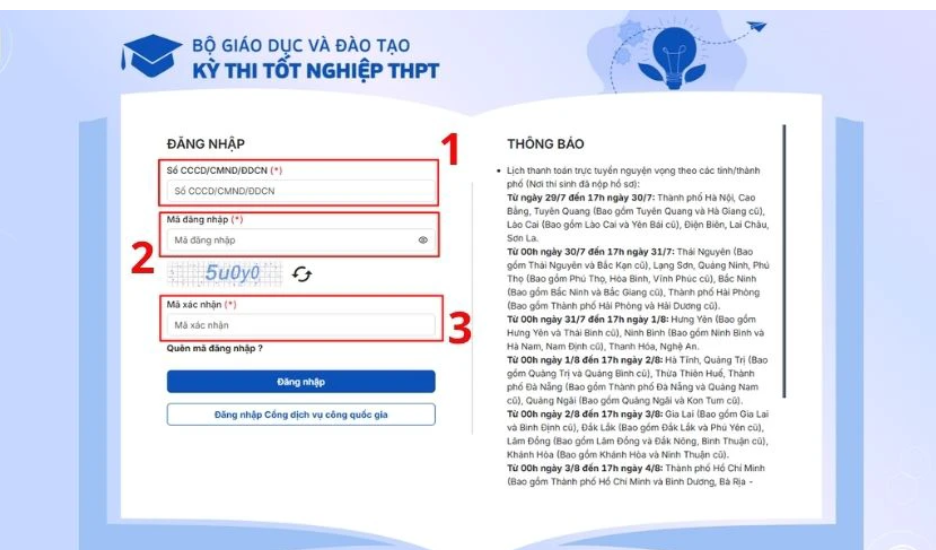 BỘ GIÁO DỤC VÀ ĐÀO TẠO
KỲ THI TỐT NGHIỆP THPT
ĐĂNG NHẬP
1
Số CCCD/CMND/ĐDCN (*)
Số CCCD/CMND/ĐDCN
Mã đăng nhập (*)
2
Mã đăng nhập
5u0y0
Mã xác nhận (*)
3
Mã xác nhận
Quên mã đăng nhập ?
Đăng nhập
Đăng nhập Cổng dịch vụ công quốc gia
THÔNG BÁO
• Lịch thanh toán trực tuyến nguyện vọng theo các tỉnh/thành
phố (Nơi thí sinh đã nộp hồ sơ):
Từ ngày 29/7 đến 17h ngày 30/7: Thành phố Hà Nội, Cao
Bằng, Tuyên Quang (Bao gồm Tuyên Quang và Hà Giang cũ),
Lào Cai (Bao gồm Lào Cai và Yên Bái cũ), Điện Biên, Lai Châu,
Sơn La.
Từ 00h ngày 30/7 đến 17h ngày 31/7: Thái Nguyên (Bao
gồm Thái Nguyên và Bắc Kạn cũ), Lạng Sơn, Quảng Ninh, Phú
Thọ (Bao gồm Phú Thọ, Hòa Bình, Vĩnh Phúc cũ), Bắc Ninh
(Bao gồm Bắc Ninh và Bắc Giang cũ), Thành phố Hải Phòng
(Bao gồm Thành phố Hải Phòng và Hải Dương cũ).
Từ 00h ngày 31/7 đến 17h ngày 1/8: Hưng Yên (Bao gồm
Hưng Yên và Thái Bình cũ), Ninh Bình (Bao gồm Ninh Bình và
Hà Nam, Nam Định cũ), Thanh Hóa, Nghệ An.
Từ 00h ngày 1/8 đến 17h ngày 2/8: Hà Tĩnh, Quảng Trị (Bao
gồm Quảng Trị và Quảng Bình cũ), Thừa Thiên Huế, Thành
phố Đà Nẵng (Bao gồm Thành phố Đà Nẵng và Quảng Nam
cũ), Quảng Ngãi (Bao gồm Quảng Ngãi và Kon Tum cũ).
Từ 00h ngày 2/8 đến 17h ngày 3/8: Gia Lai (Bao gồm Gia Lai
và Bình Định cũ), Đắk Lắk (Bao gồm Đắk Lắk và Phú Yên cũ),
Lâm Đồng (Bao gồm Lâm Đồng và Đắk Nông, Bình Thuận cũ),
Khánh Hòa (Bao gồm Khánh Hòa và Ninh Thuận cũ).
Từ 00h ngày 3/8 đến 17h ngày 4/8: Thành phố Hồ Chí Minh
(Bao gồm Thành phố Hồ Chí Minh và Bình Dương, Bà Rịa -